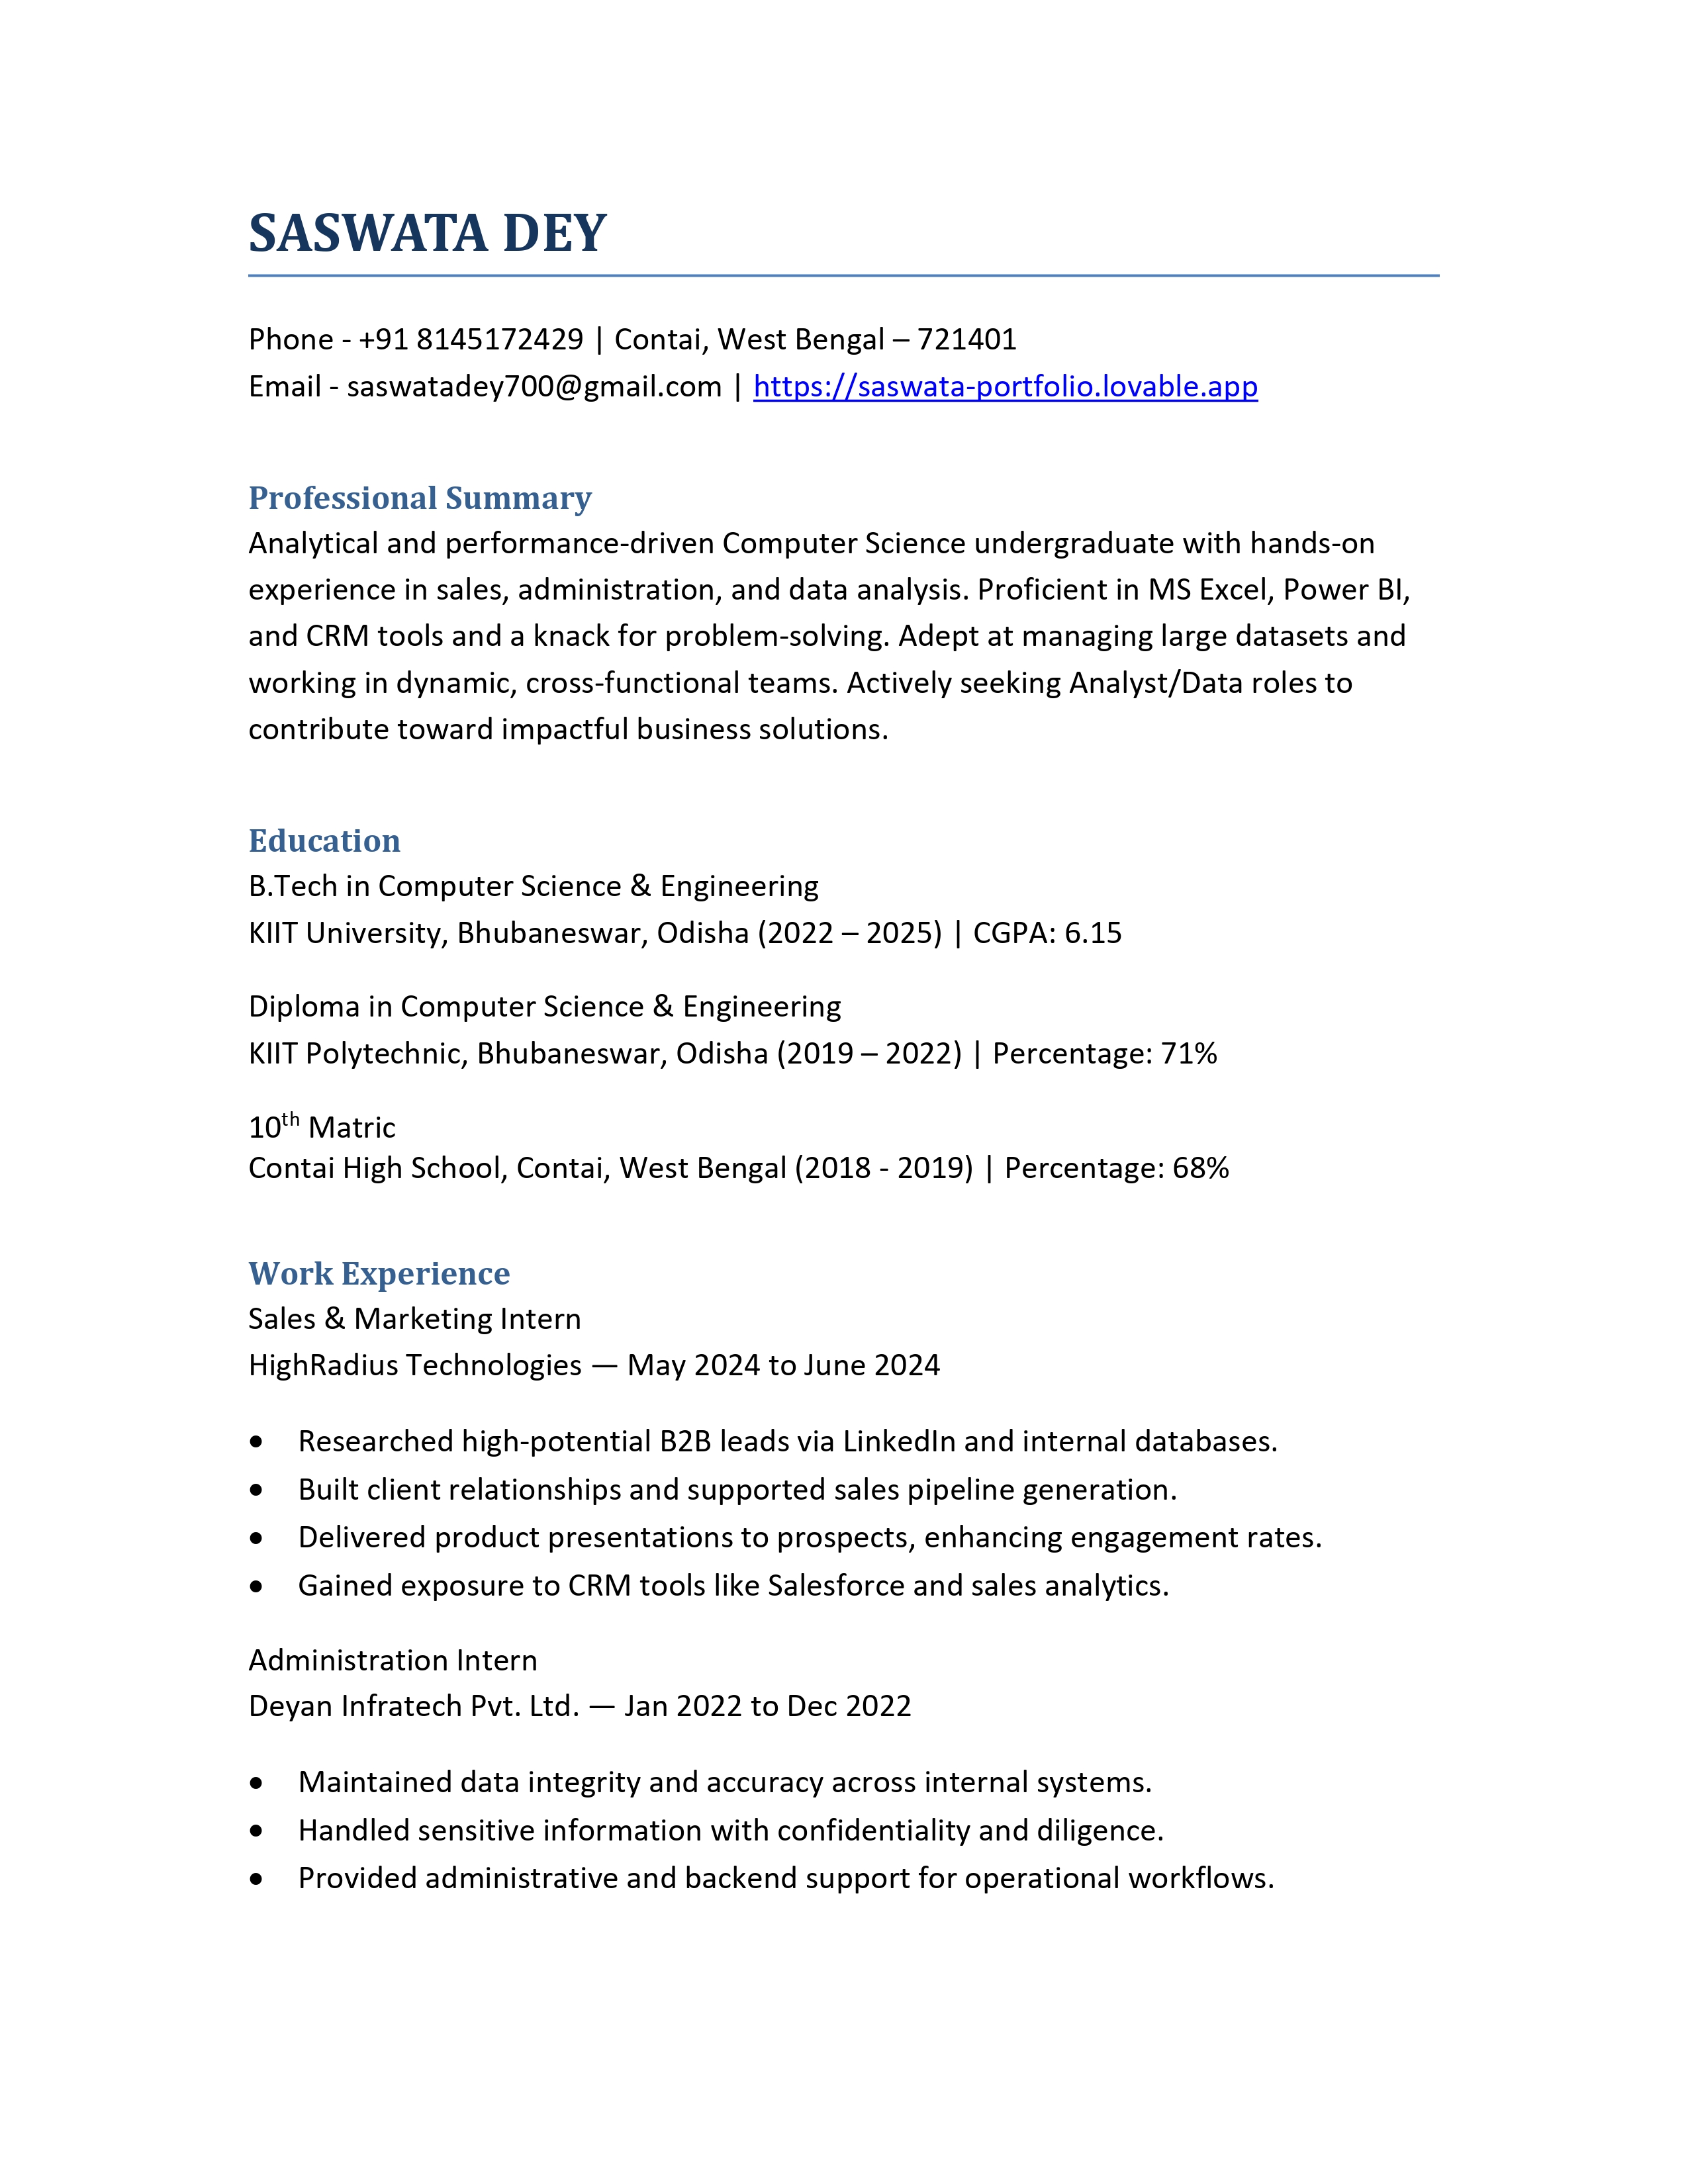 SASWATA DEY
Phone - +91 8145172429 | Contai, West Bengal – 721401
Email - saswatadey700@gmail.com | https://saswata-portfolio.lovable.app
Professional Summary
Analytical and performance-driven Computer Science undergraduate with hands-on
experience in sales, administration, and data analysis. Proficient in MS Excel, Power BI,
and CRM tools and a knack for problem-solving. Adept at managing large datasets and
working in dynamic, cross-functional teams. Actively seeking Analyst/Data roles to
contribute toward impactful business solutions.
Education
B.Tech in Computer Science & Engineering
KIIT University, Bhubaneswar, Odisha (2022 – 2025) | CGPA: 6.15
Diploma in Computer Science & Engineering
KIIT Polytechnic, Bhubaneswar, Odisha (2019 – 2022) | Percentage: 71%
10th Matric
Contai High School, Contai, West Bengal (2018 - 2019) | Percentage: 68%
Work Experience
Sales & Marketing Intern
HighRadius Technologies — May 2024 to June 2024
• Researched high-potential B2B leads via LinkedIn and internal databases.
• Built client relationships and supported sales pipeline generation.
• Delivered product presentations to prospects, enhancing engagement rates.
• Gained exposure to CRM tools like Salesforce and sales analytics.
Administration Intern
Deyan Infratech Pvt. Ltd. — Jan 2022 to Dec 2022
• Maintained data integrity and accuracy across internal systems.
• Handled sensitive information with confidentiality and diligence.
• Provided administrative and backend support for operational workflows.